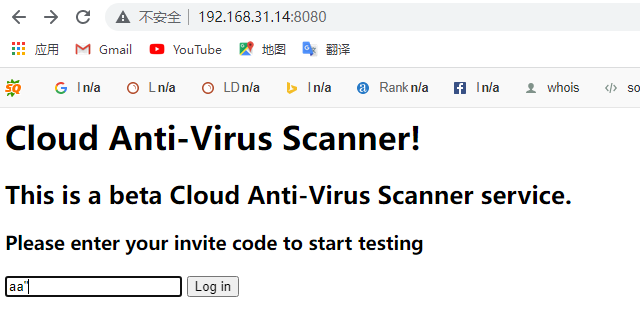 不安全 192.168.31.14:8080
应用 Gmail YouTube 地图 翻译
SQ I n/a L n/a LD n/a I n/a Rank n/a I n/a whois so
Cloud Anti-Virus Scanner!
This is a beta Cloud Anti-Virus Scanner service.
Please enter your invite code to start testing
aa" Log in